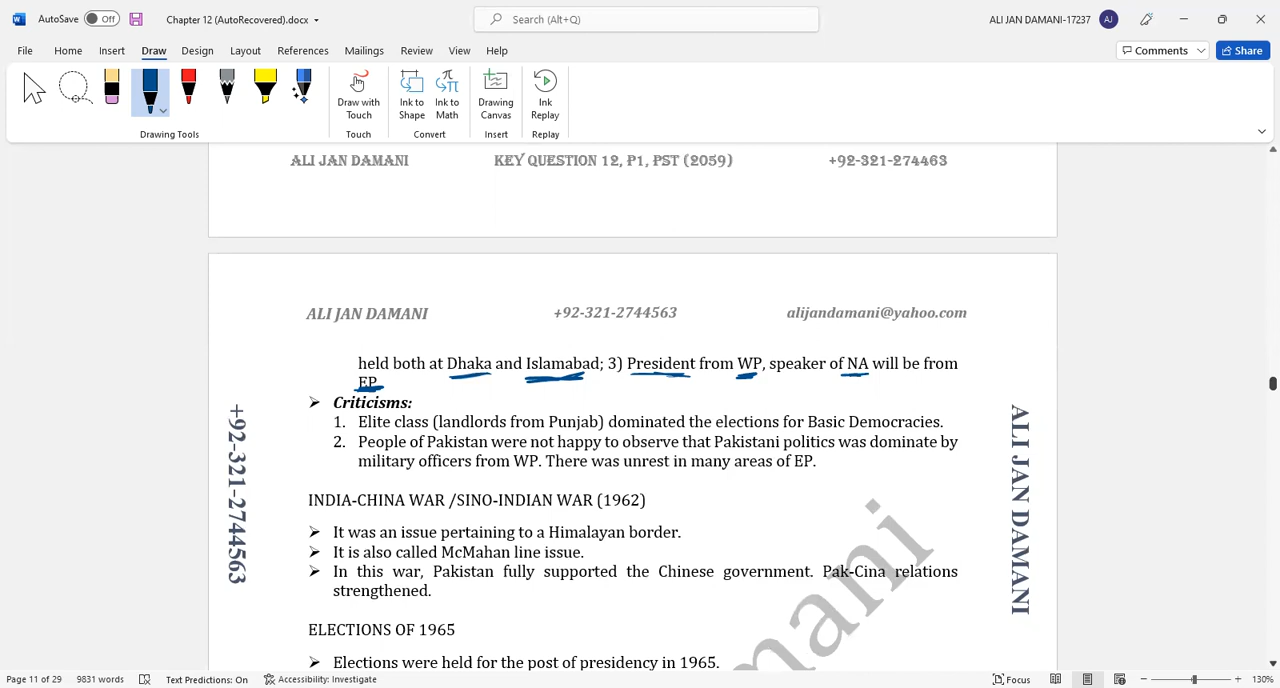 AutoSave Off Chapter 12 (AutoRecovered).docx Search (Alt+Q) ALI JAN DAMANI-17237 AJ
File Home Insert Draw Design Layout References Mailings Review View Help Comments Share
Draw with Touch Ink to Shape Ink to Math Drawing Canvas Ink Replay
Drawing Tools Touch Convert Insert Replay
ALI JAN DAMANI KEY QUESTION 12, P1, PST (2059) +92-321-274463
ALI JAN DAMANI +92-321-2744563 alijandamani@yahoo.com
held both at Dhaka and Islamabad; 3) President from WP, speaker of NA will be from
EP
➢ Criticisms:
1. Elite class (landlords from Punjab) dominated the elections for Basic Democracies.
2. People of Pakistan were not happy to observe that Pakistani politics was dominate by
military officers from WP. There was unrest in many areas of EP.
INDIA-CHINA WAR /SINO-INDIAN WAR (1962)
➢ It was an issue pertaining to a Himalayan border.
➢ It is also called McMahan line issue.
➢ In this war, Pakistan fully supported the Chinese government. Pak-Cina relations
strengthened.
ELECTIONS OF 1965
➢ Elections were held for the post of presidency in 1965.
+92-321-2744563
ALI JAN DAMANI
mani
Page 11 of 29 9831 words Text Predictions: On Accessibility: Investigate Focus 130%